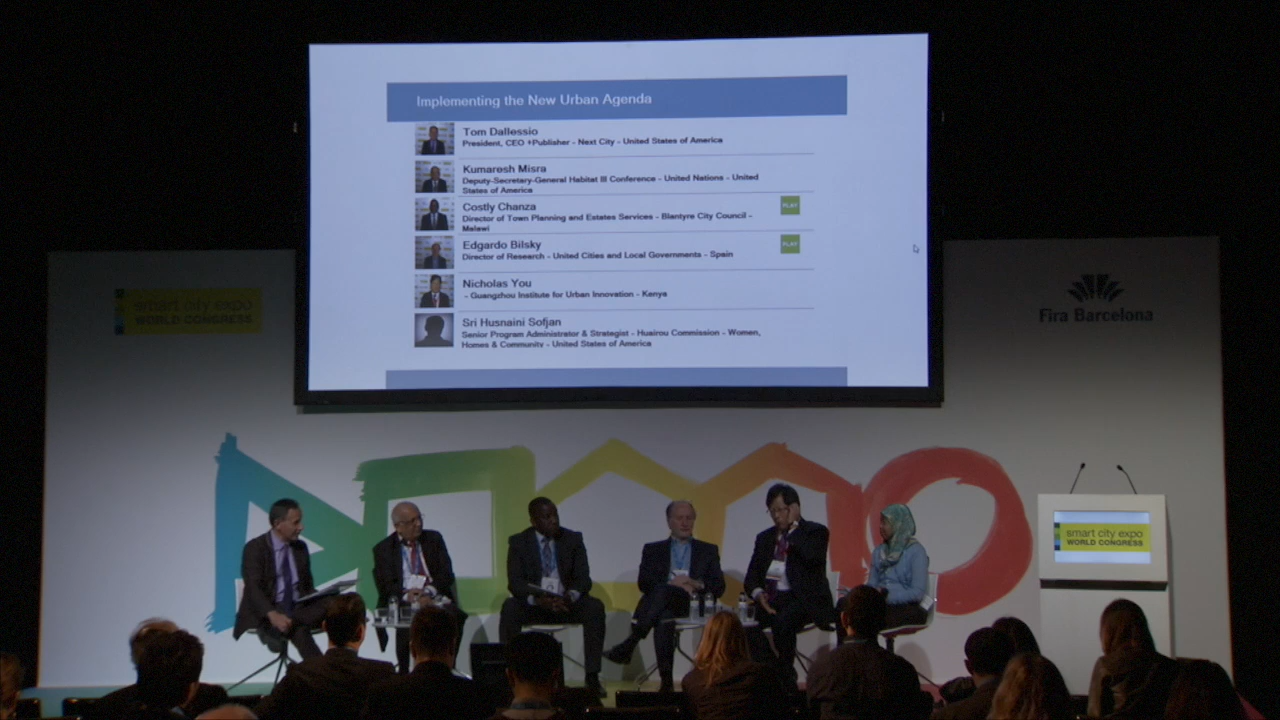 Implementing the New Urban Agenda
Tom Dallessio
President, CEO +Publisher - Next City - United States of America
Kumaresh Misra
Deputy-Secretary-General Habitat III Conference - United Nations - United
States of America
Costly Chanza
PLAY
Director of Town Planning and Estates Services - Blantyre City Council -
Malawi
Edgardo Bilsky
PLAY
Director of Research - United Cities and Local Governments - Spain
Nicholas You
- Guangzhou Institute for Urban Innovation - Kenya
Sri Husnaini Sofjan
Senior Program Administrator & Strategist - Huairou Commission - Women,
Homes & Community - United States of America
smart city expo
WORLD CONGRESS
Fira Barcelona
smart city expo
WORLD CONGRESS